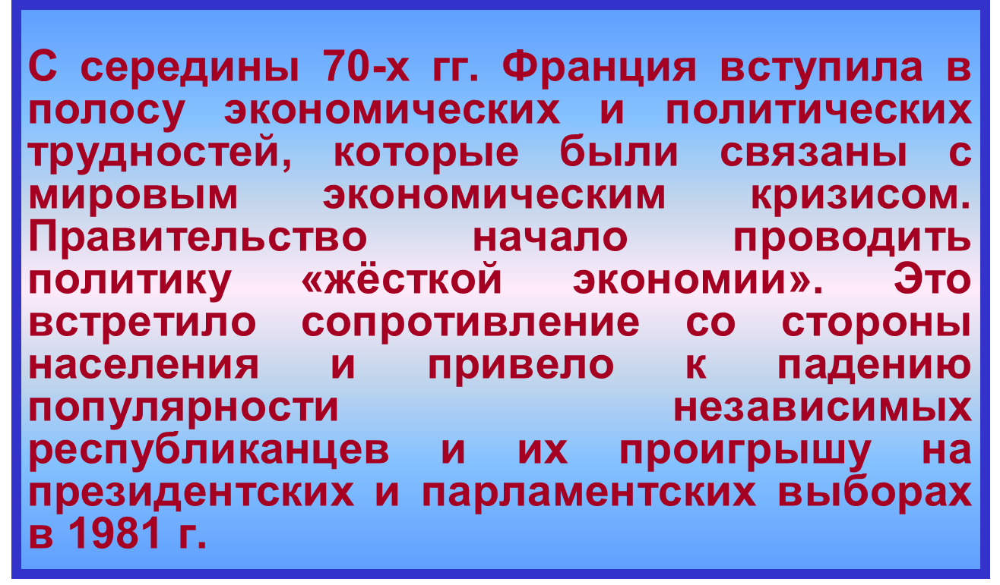 С середины 70-х гг. Франция вступила в
полосу экономических и политических
трудностей, которые были связаны с
мировым экономическим кризисом.
Правительство начало проводить
политику «жёсткой экономии». Это
встретило сопротивление со стороны
населения и привело к падению
популярности независимых
республиканцев и их проигрышу на
президентских и парламентских выборах
в 1981 г.